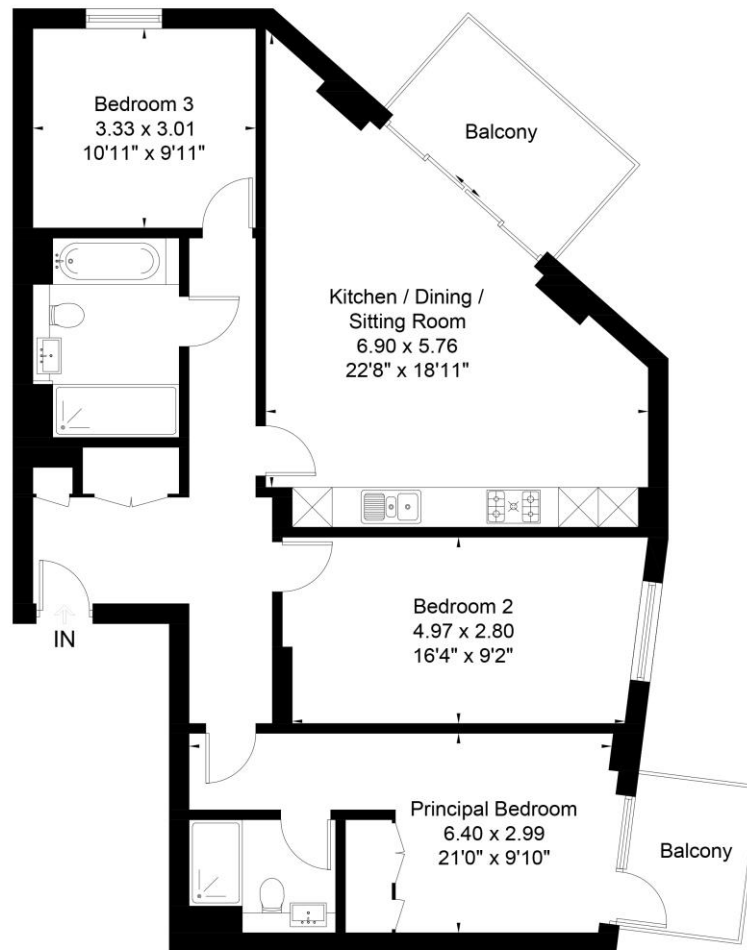 Bedroom 3
3.33 x 3.01
10'11" x 9'11"
Balcony
Kitchen / Dining /
Sitting Room
6.90 x 5.76
22'8" x 18'11"
IN
Bedroom 2
4.97 x 2.80
16'4" x 9'2"
Principal Bedroom
6.40 x 2.99
21'0" x 9'10"
Balcony